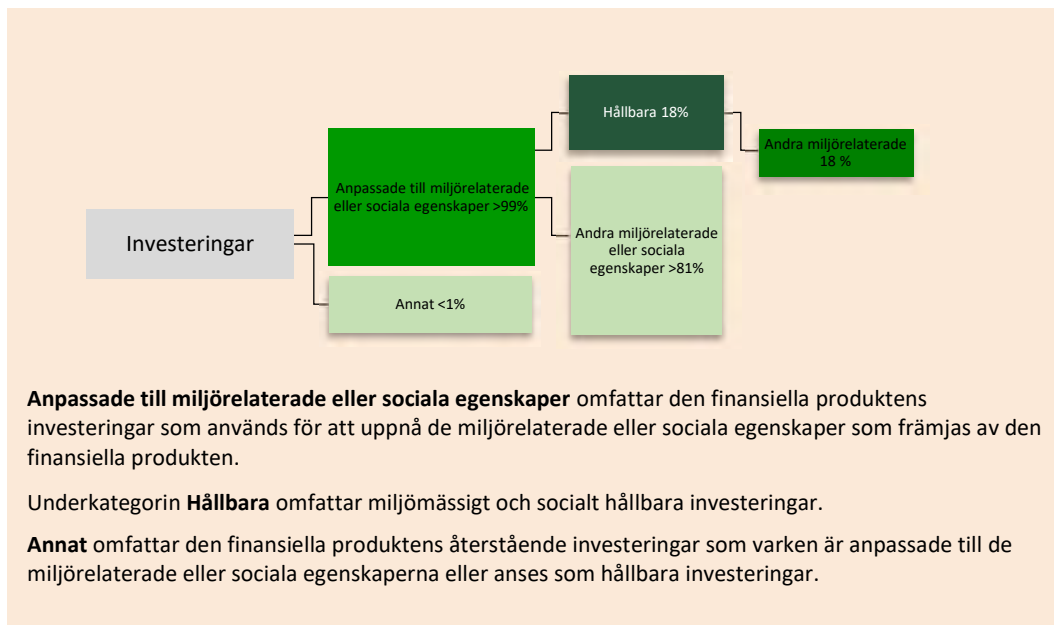 Hållbara 18%
Andra miljörelaterade
18 %
Anpassade till miljörelaterade
eller sociala egenskaper >99%
Andra miljörelaterade
eller sociala
egenskaper >81%
Investeringar
Annat <1%
Anpassade till miljörelaterade eller sociala egenskaper omfattar den finansiella produktens
investeringar som används för att uppnå de miljörelaterade eller sociala egenskaper som främjas av den
finansiella produkten.
Underkategorin Hållbara omfattar miljömässigt och socialt hållbara investeringar.
Annat omfattar den finansiella produktens återstående investeringar som varken är anpassade till de
miljörelaterade eller sociala egenskaperna eller anses som hållbara investeringar.